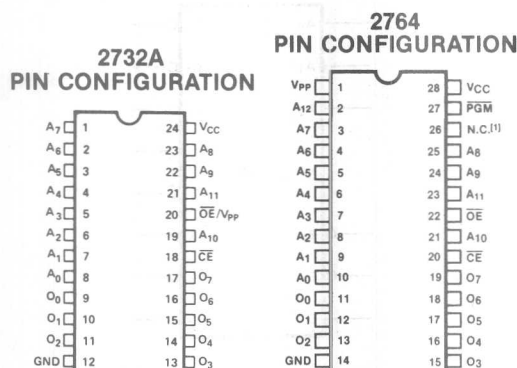 2732A
PIN CONFIGURATION
A7 1 24 VCC
A6 2 23 A8
A5 3 22 A9
A4 4 21 A11
A3 5 20 O̅E̅/VPP
A2 6 19 A10
A1 7 18 C̅E̅
A0 8 17 O7
O0 9 16 O6
O1 10 15 O5
O2 11 14 O4
GND 12 13 O3
2764
PIN CONFIGURATION
VPP 1 28 VCC
A12 2 27 P̅G̅M̅
A7 3 26 N.C.[1]
A6 4 25 A8
A5 5 24 A9
A4 6 23 A11
A3 7 22 O̅E̅
A2 8 21 A10
A1 9 20 C̅E̅
A0 10 19 O7
O0 11 18 O6
O1 12 17 O5
O2 13 16 O4
GND 14 15 O3